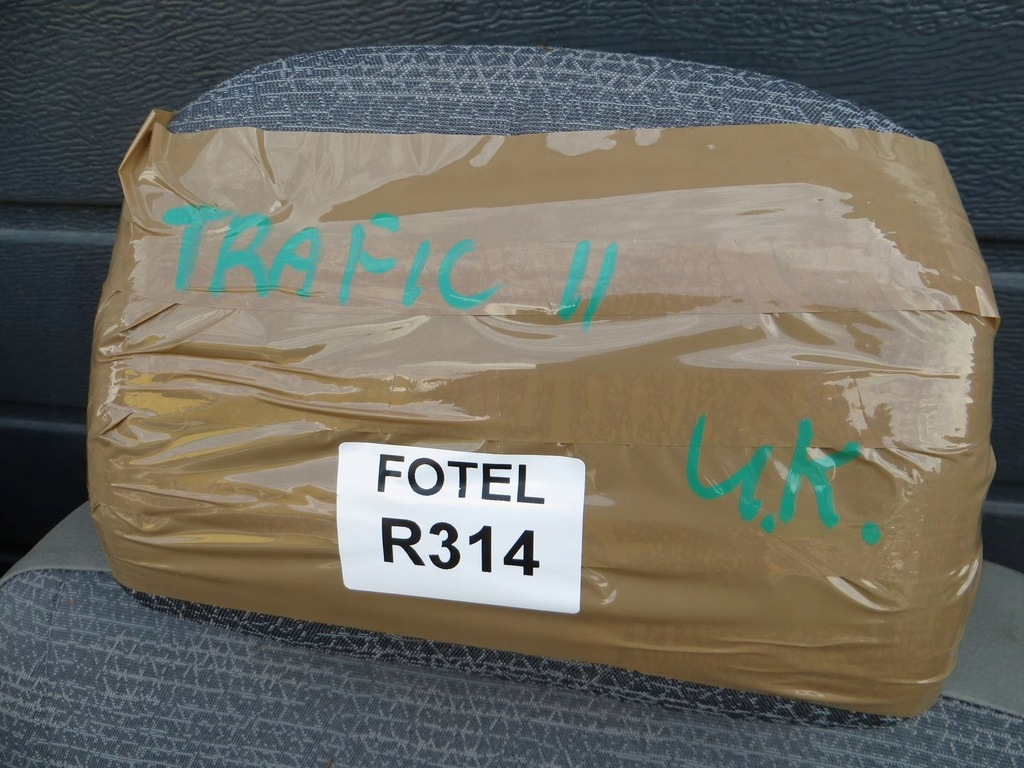 TRAFIC II
U.K.
FOTEL
R314